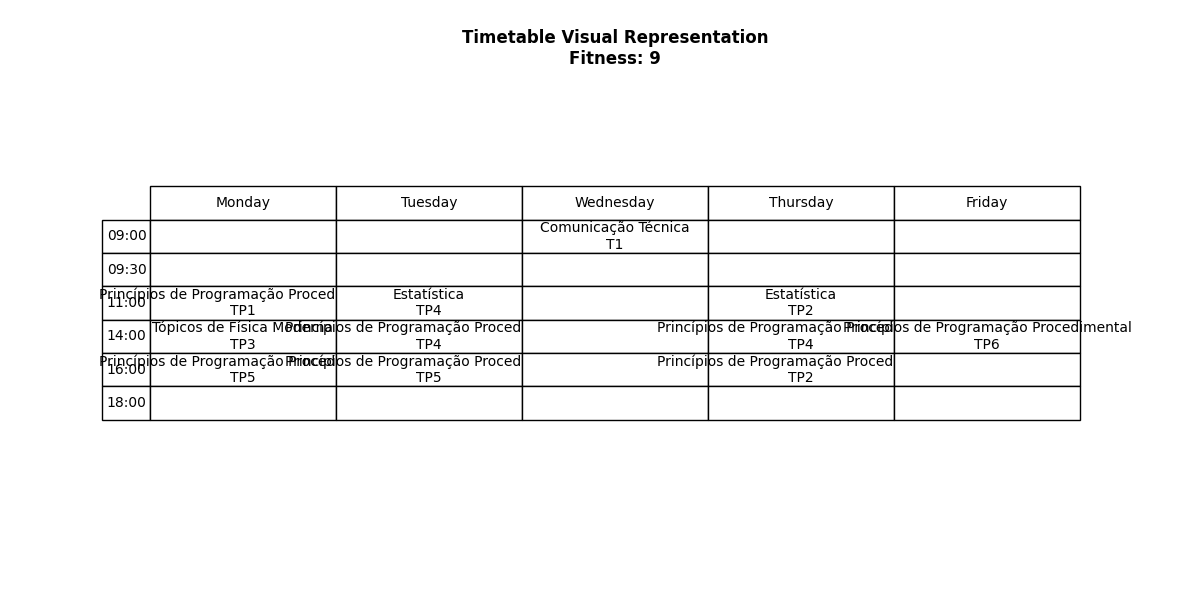 Timetable Visual Representation
Fitness: 9
Monday Tuesday Wednesday Thursday Friday
09:00 Comunicação Técnica
T1
09:30
11:00 Princípios de Programação Proced Estatística Estatística
TP1 TP4 TP2
14:00 Tópicos de Física Moderna Princípios de Programação Proced Princípios de Programação Proced Princípios de Programação Procedimental
TP3 TP4 TP4 TP6
16:00 Princípios de Programação Proced Princípios de Programação Proced Princípios de Programação Proced
TP5 TP5 TP2
18:00